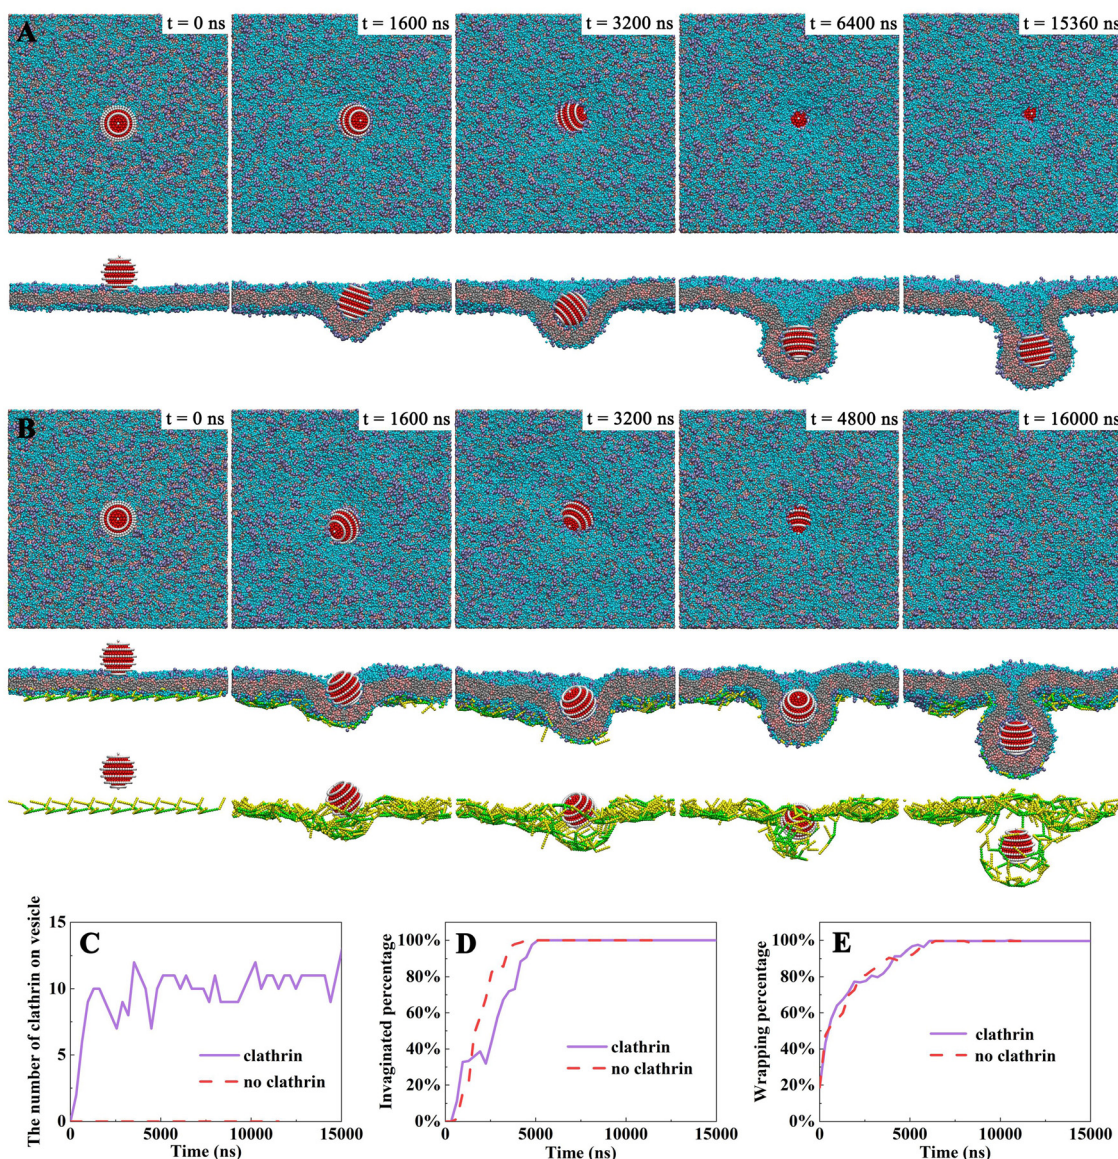 A
t = 0 ns
t = 1600 ns
t = 3200 ns
t = 6400 ns
t = 15360 ns
B
t = 0 ns
t = 1600 ns
t = 3200 ns
t = 4800 ns
t = 16000 ns
C
The number of clathrin on vesicle
15
10
5
0
clathrin
no clathrin
0
5000
10000
15000
Time (ns)
D
Invaginated percentage
100%
80%
60%
40%
20%
0%
clathrin
no clathrin
0
5000
10000
15000
Time (ns)
E
Wrapping percentage
100%
80%
60%
40%
20%
0%
clathrin
no clathrin
0
5000
10000
15000
Time (ns)